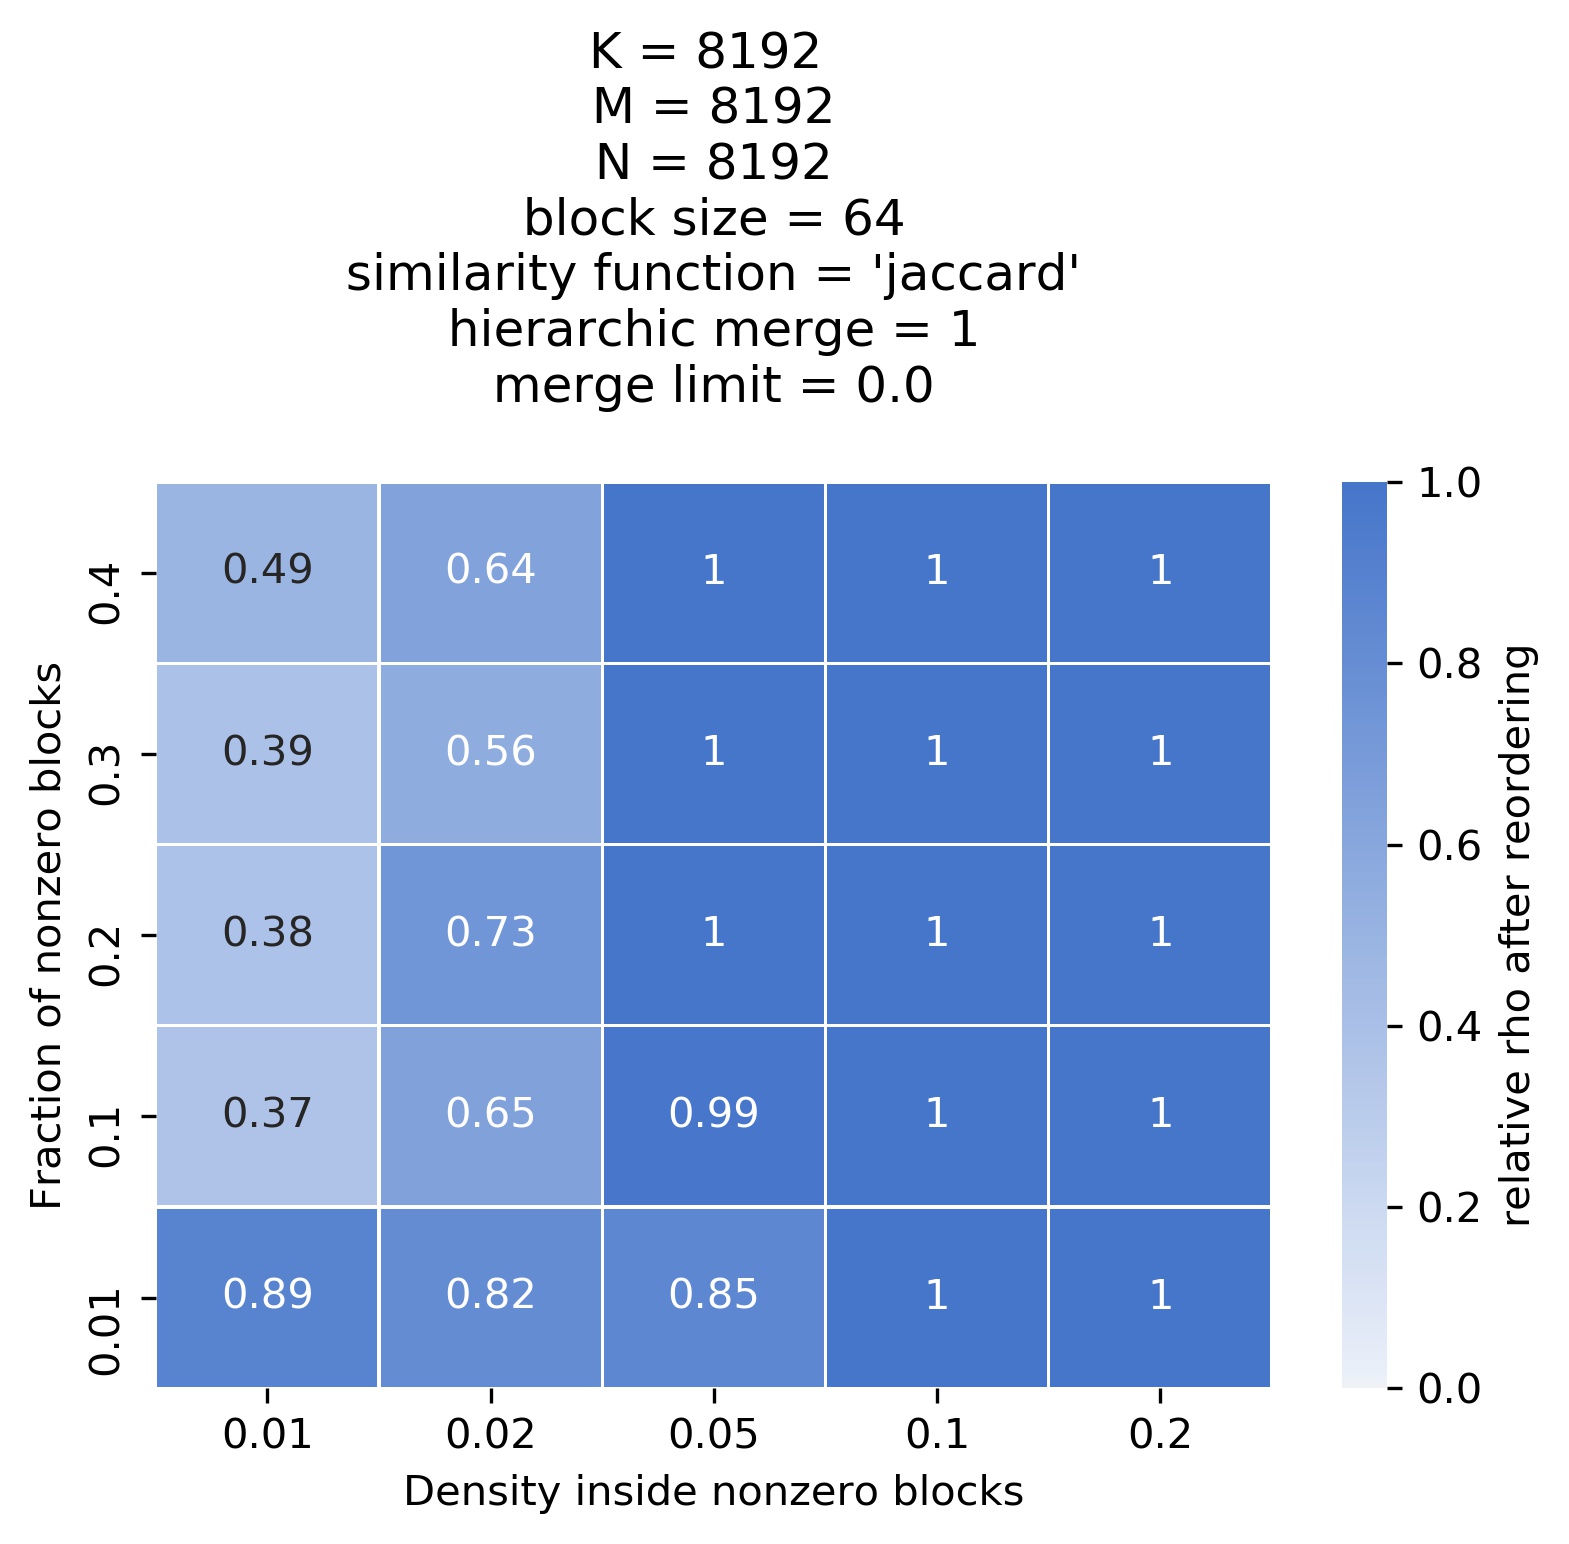 K = 8192
M = 8192
N = 8192
block size = 64
similarity function = 'jaccard'
hierarchic merge = 1
merge limit = 0.0
Fraction of nonzero blocks
0.4 0.49 0.64 1 1 1
0.3 0.39 0.56 1 1 1
0.2 0.38 0.73 1 1 1
0.1 0.37 0.65 0.99 1 1
0.01 0.89 0.82 0.85 1 1
0.01 0.02 0.05 0.1 0.2
Density inside nonzero blocks
1.0
0.8
0.6
0.4
0.2
0.0
relative rho after reordering